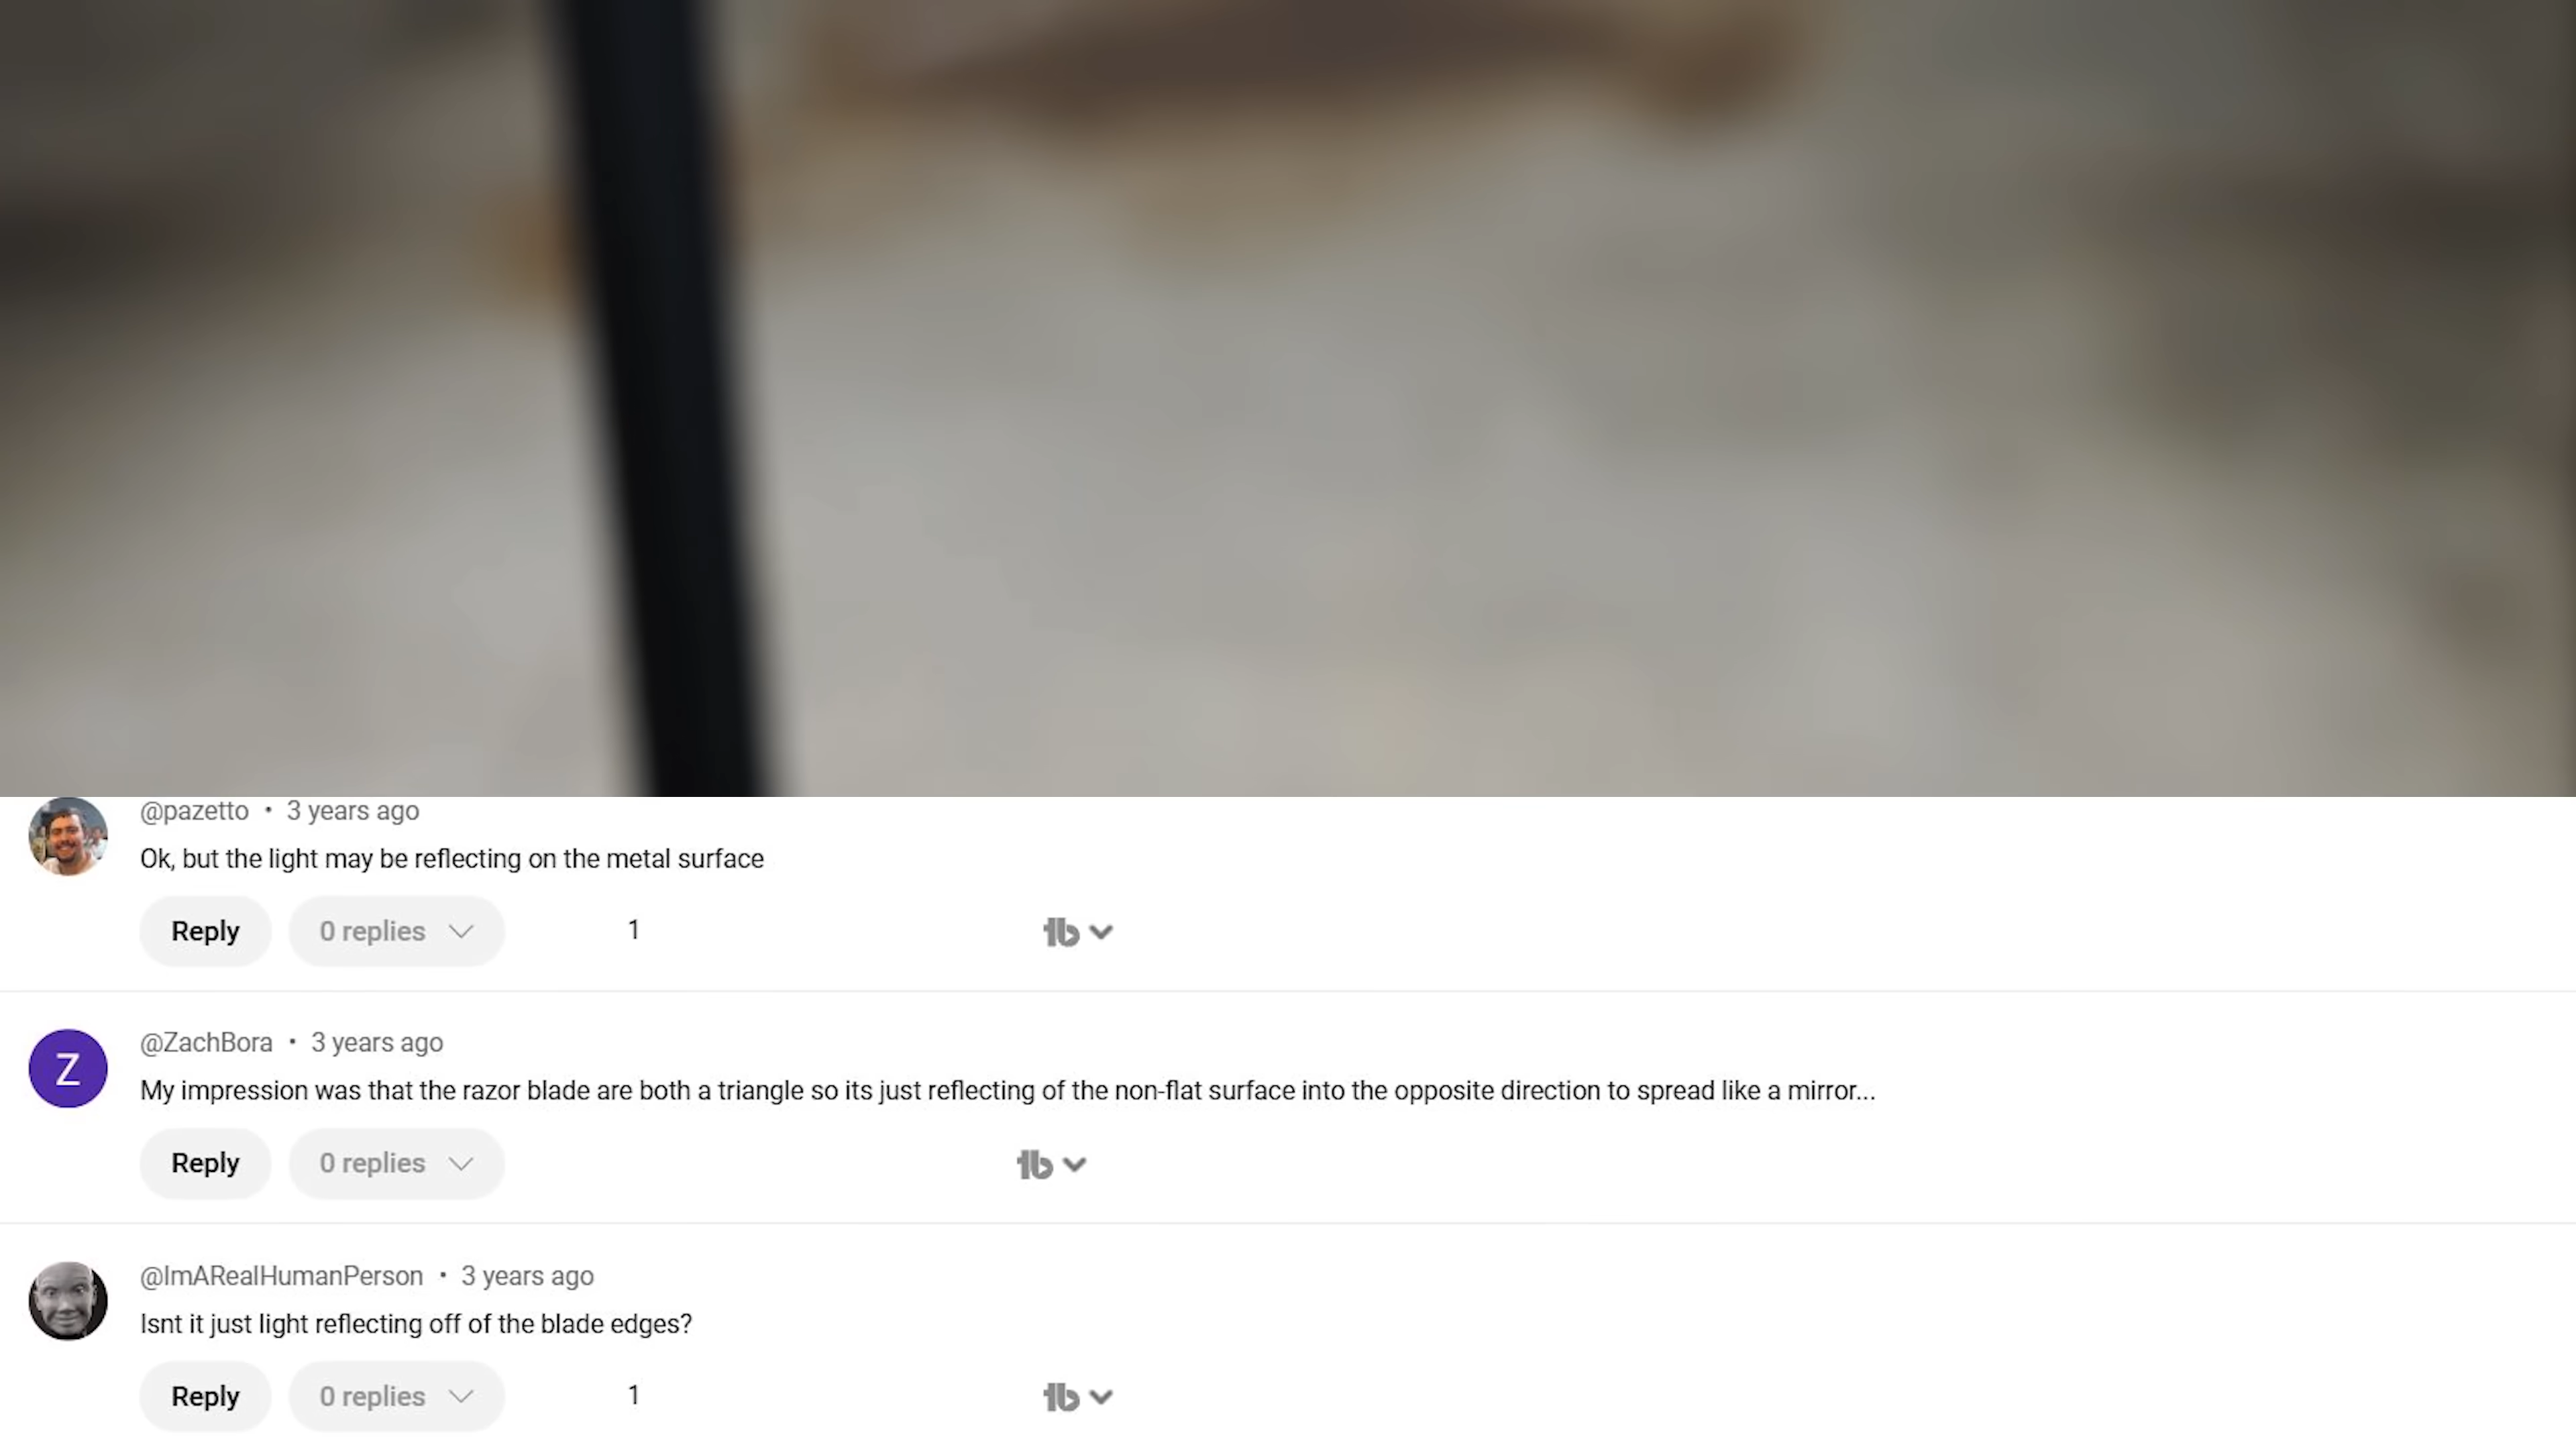 @pazetto • 3 years ago
Ok, but the light may be reflecting on the metal surface
Reply 0 replies 1
Z
@ZachBora • 3 years ago
My impression was that the razor blade are both a triangle so its just reflecting of the non-flat surface into the opposite direction to spread like a mirror...
Reply 0 replies
@ImARealHumanPerson • 3 years ago
Isnt it just light reflecting off of the blade edges?
Reply 0 replies 1